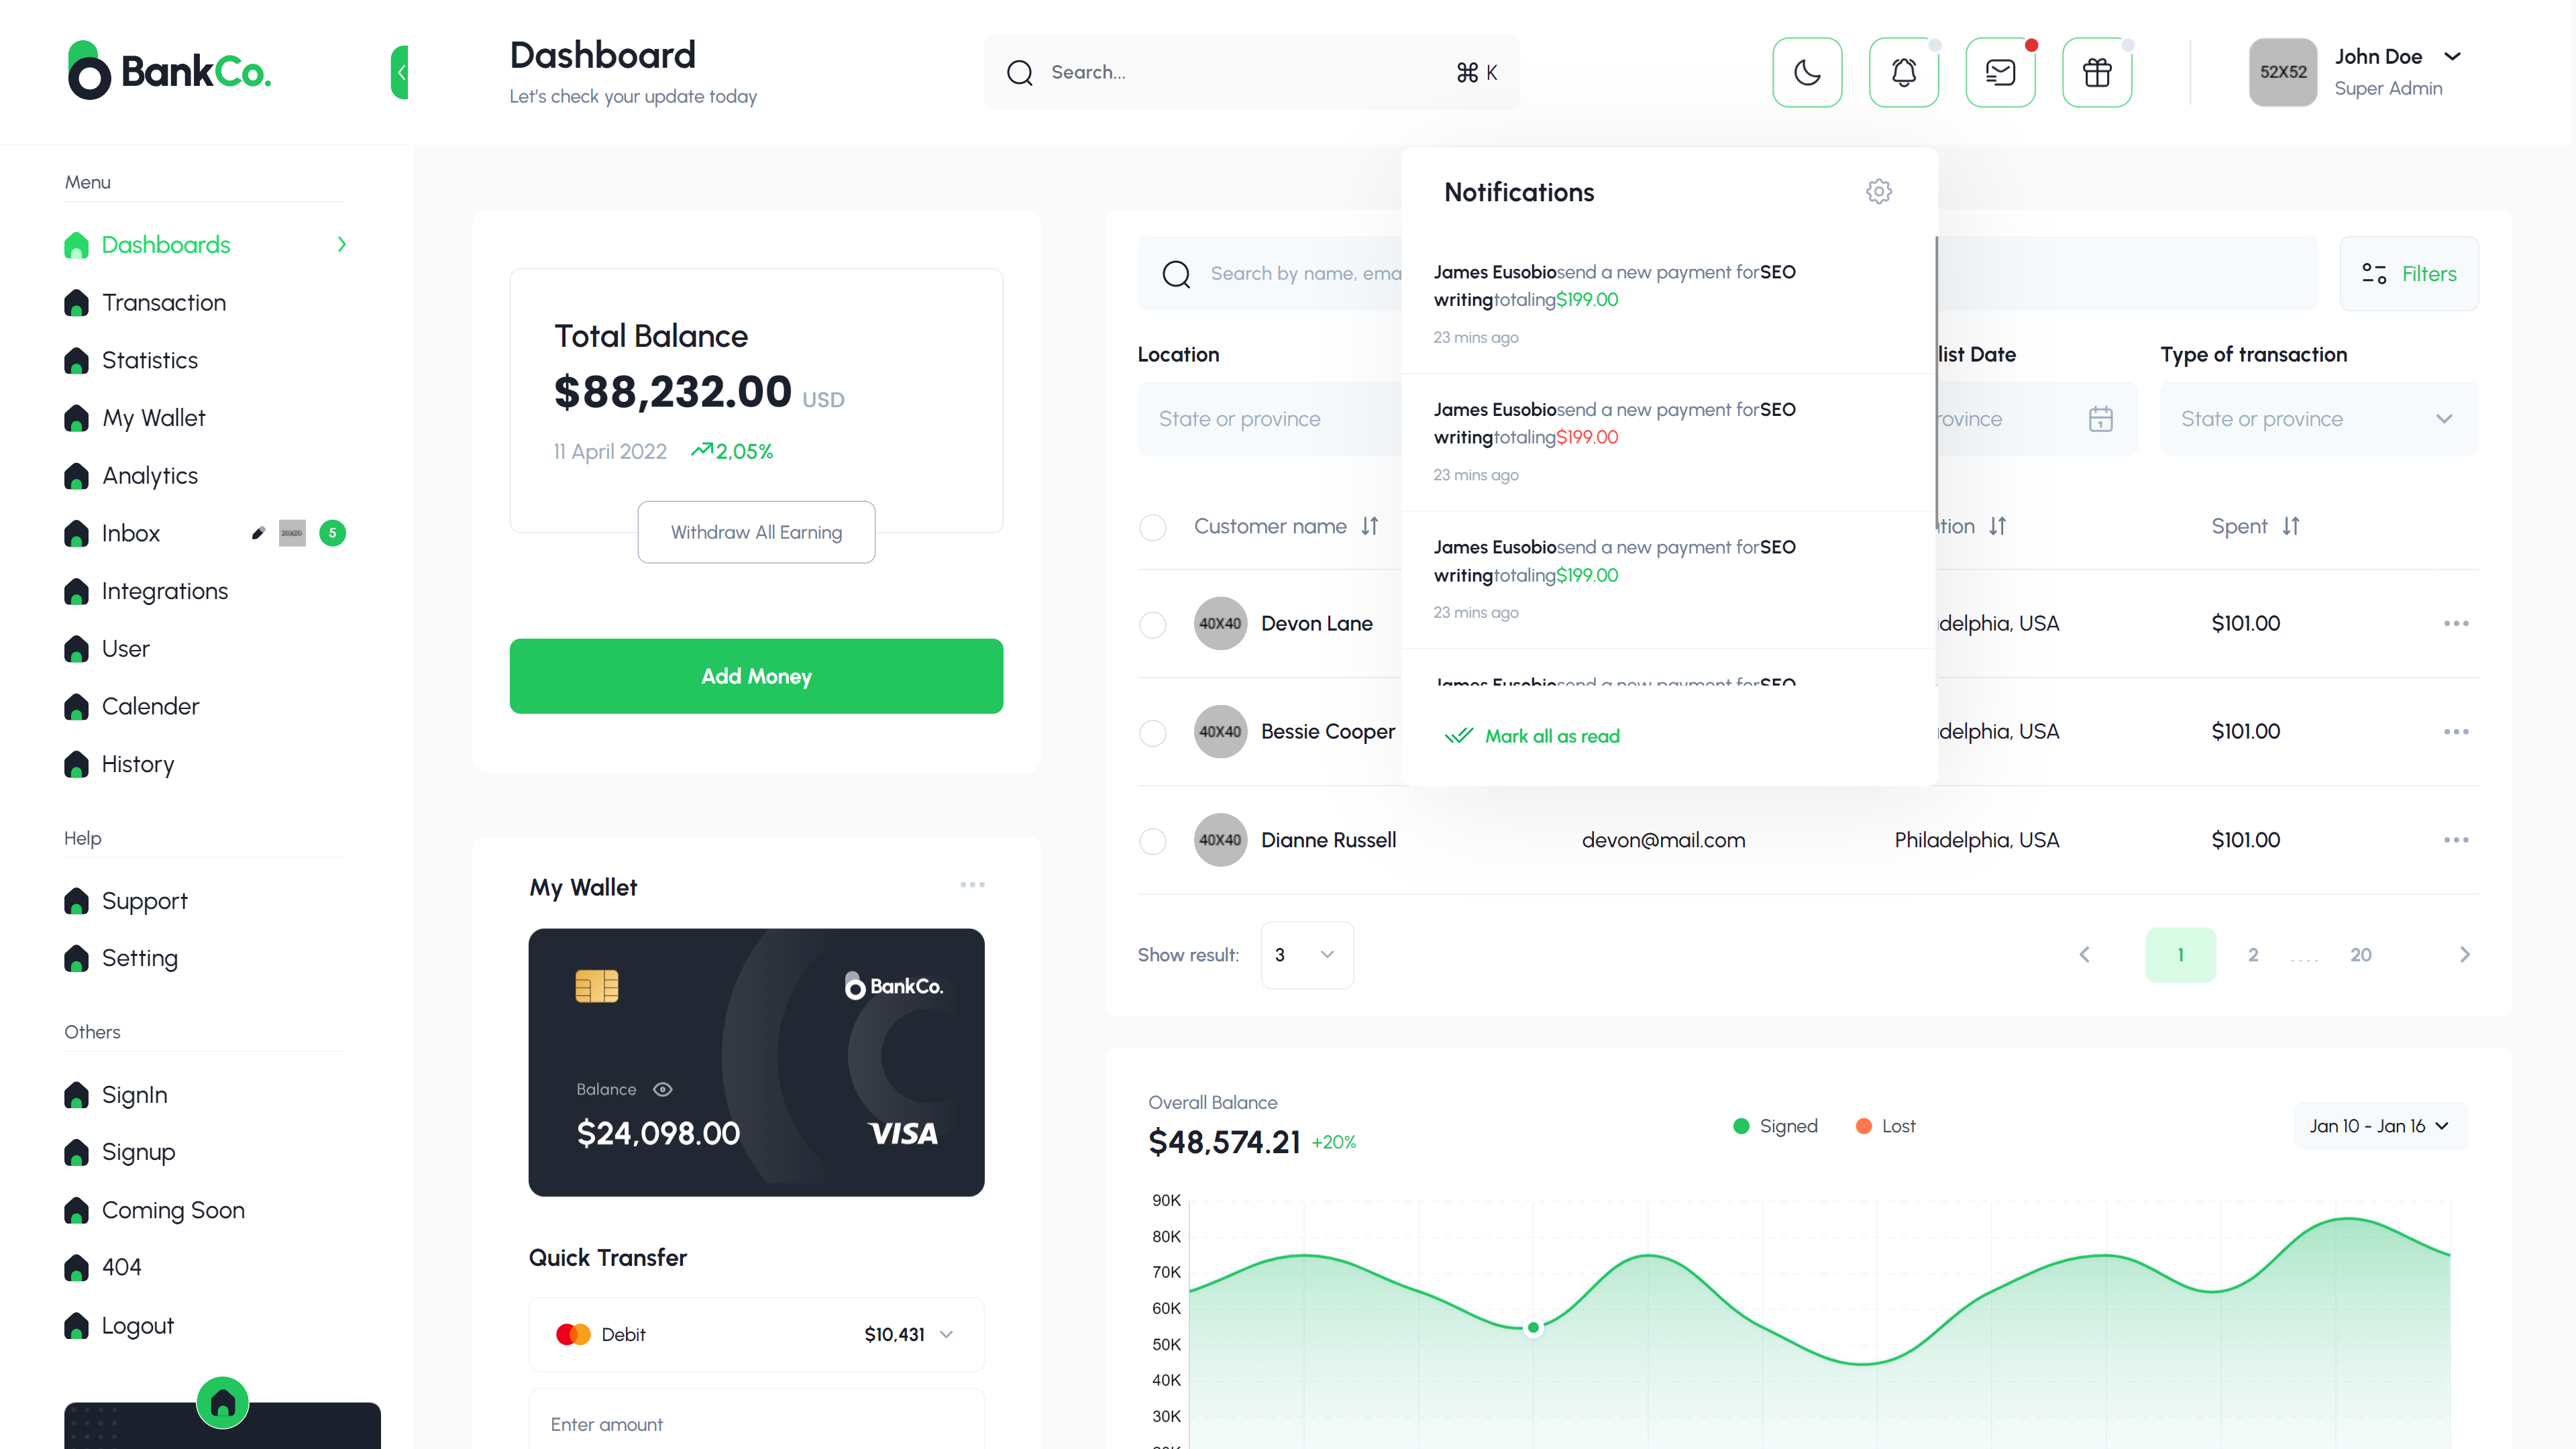 BankCo.
Dashboard
Let's check your update today
Search...
⌘ K
52X52
John Doe
Super Admin
Menu
Dashboards
Transaction
Statistics
My Wallet
Analytics
Inbox
5
Integrations
User
Calender
History
Help
Support
Setting
Others
SignIn
Signup
Coming Soon
404
Logout
Total Balance
$88,232.00 USD
11 April 2022 2,05%
Withdraw All Earning
Add Money
My Wallet
BankCo.
Balance
$24,098.00
VISA
Quick Transfer
Debit $10,431
Enter amount
Notifications
James Eusobiosend a new payment forSEO
writingtotaling$199.00
23 mins ago
James Eusobiosend a new payment forSEO
writingtotaling$199.00
23 mins ago
James Eusobiosend a new payment forSEO
writingtotaling$199.00
23 mins ago
James Eusobiosend a new payment forSEO
Mark all as read
Search by name, ema
Filters
Location
list Date
Type of transaction
State or province
rovince
State or province
Customer name
tion
Spent
40X40 Devon Lane delphia, USA $101.00
40X40 Bessie Cooper delphia, USA $101.00
40X40 Dianne Russell devon@mail.com Philadelphia, USA $101.00
Show result: 3
1 2 .... 20
Overall Balance
$48,574.21 +20%
Signed Lost
Jan 10 - Jan 16
90K
80K
70K
60K
50K
40K
30K